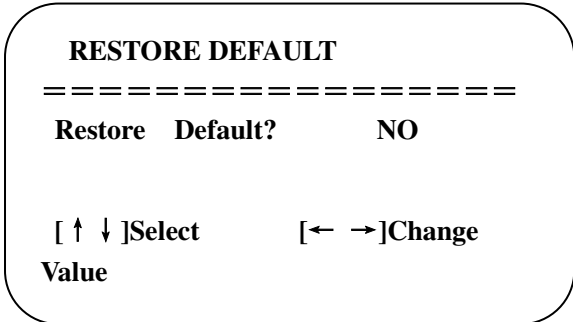 RESTORE DEFAULT
=================
Restore Default? NO
[ ↑ ↓ ]Select [← →]Change
Value